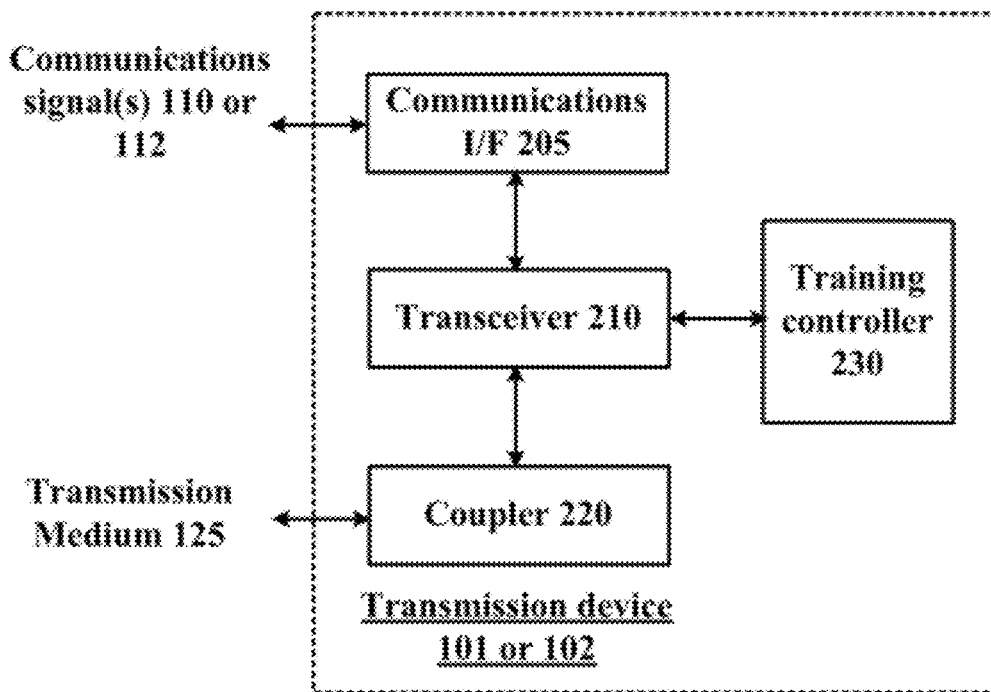 Communications
signal(s) 110 or
112
Communications
I/F 205
Transceiver 210
Training
controller
230
Transmission
Medium 125
Coupler 220
Transmission device
101 or 102